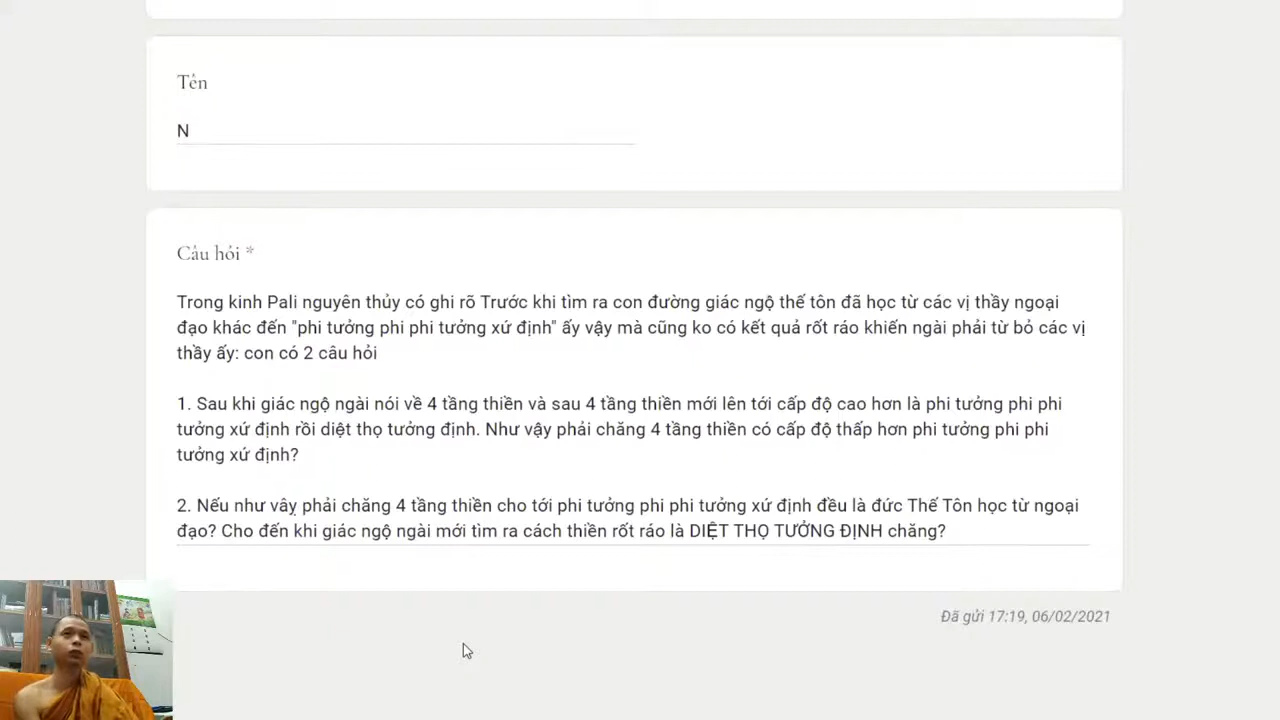 Tên
N
Câu hỏi *
Trong kinh Pali nguyên thủy có ghi rõ Trước khi tìm ra con đường giác ngộ thế tôn đã học từ các vị thầy ngoại
đạo khác đến "phi tưởng phi phi tưởng xứ định" ấy vậy mà cũng ko có kết quả rốt ráo khiến ngài phải từ bỏ các vị
thầy ấy: con có 2 câu hỏi
1. Sau khi giác ngộ ngài nói về 4 tầng thiền và sau 4 tầng thiền mới lên tới cấp độ cao hơn là phi tưởng phi phi
tưởng xứ định rồi diệt thọ tưởng định. Như vậy phải chăng 4 tầng thiền có cấp độ thấp hơn phi tưởng phi phi
tưởng xứ định?
2. Nếu như vâỵ phải chăng 4 tầng thiền cho tới phi tưởng phi phi tưởng xứ định đều là đức Thế Tôn học từ ngoại
đạo? Cho đến khi giác ngộ ngài mới tìm ra cách thiền rốt ráo là DIỆT THỌ TƯỞNG ĐỊNH chăng?
Đã gửi 17:19, 06/02/2021